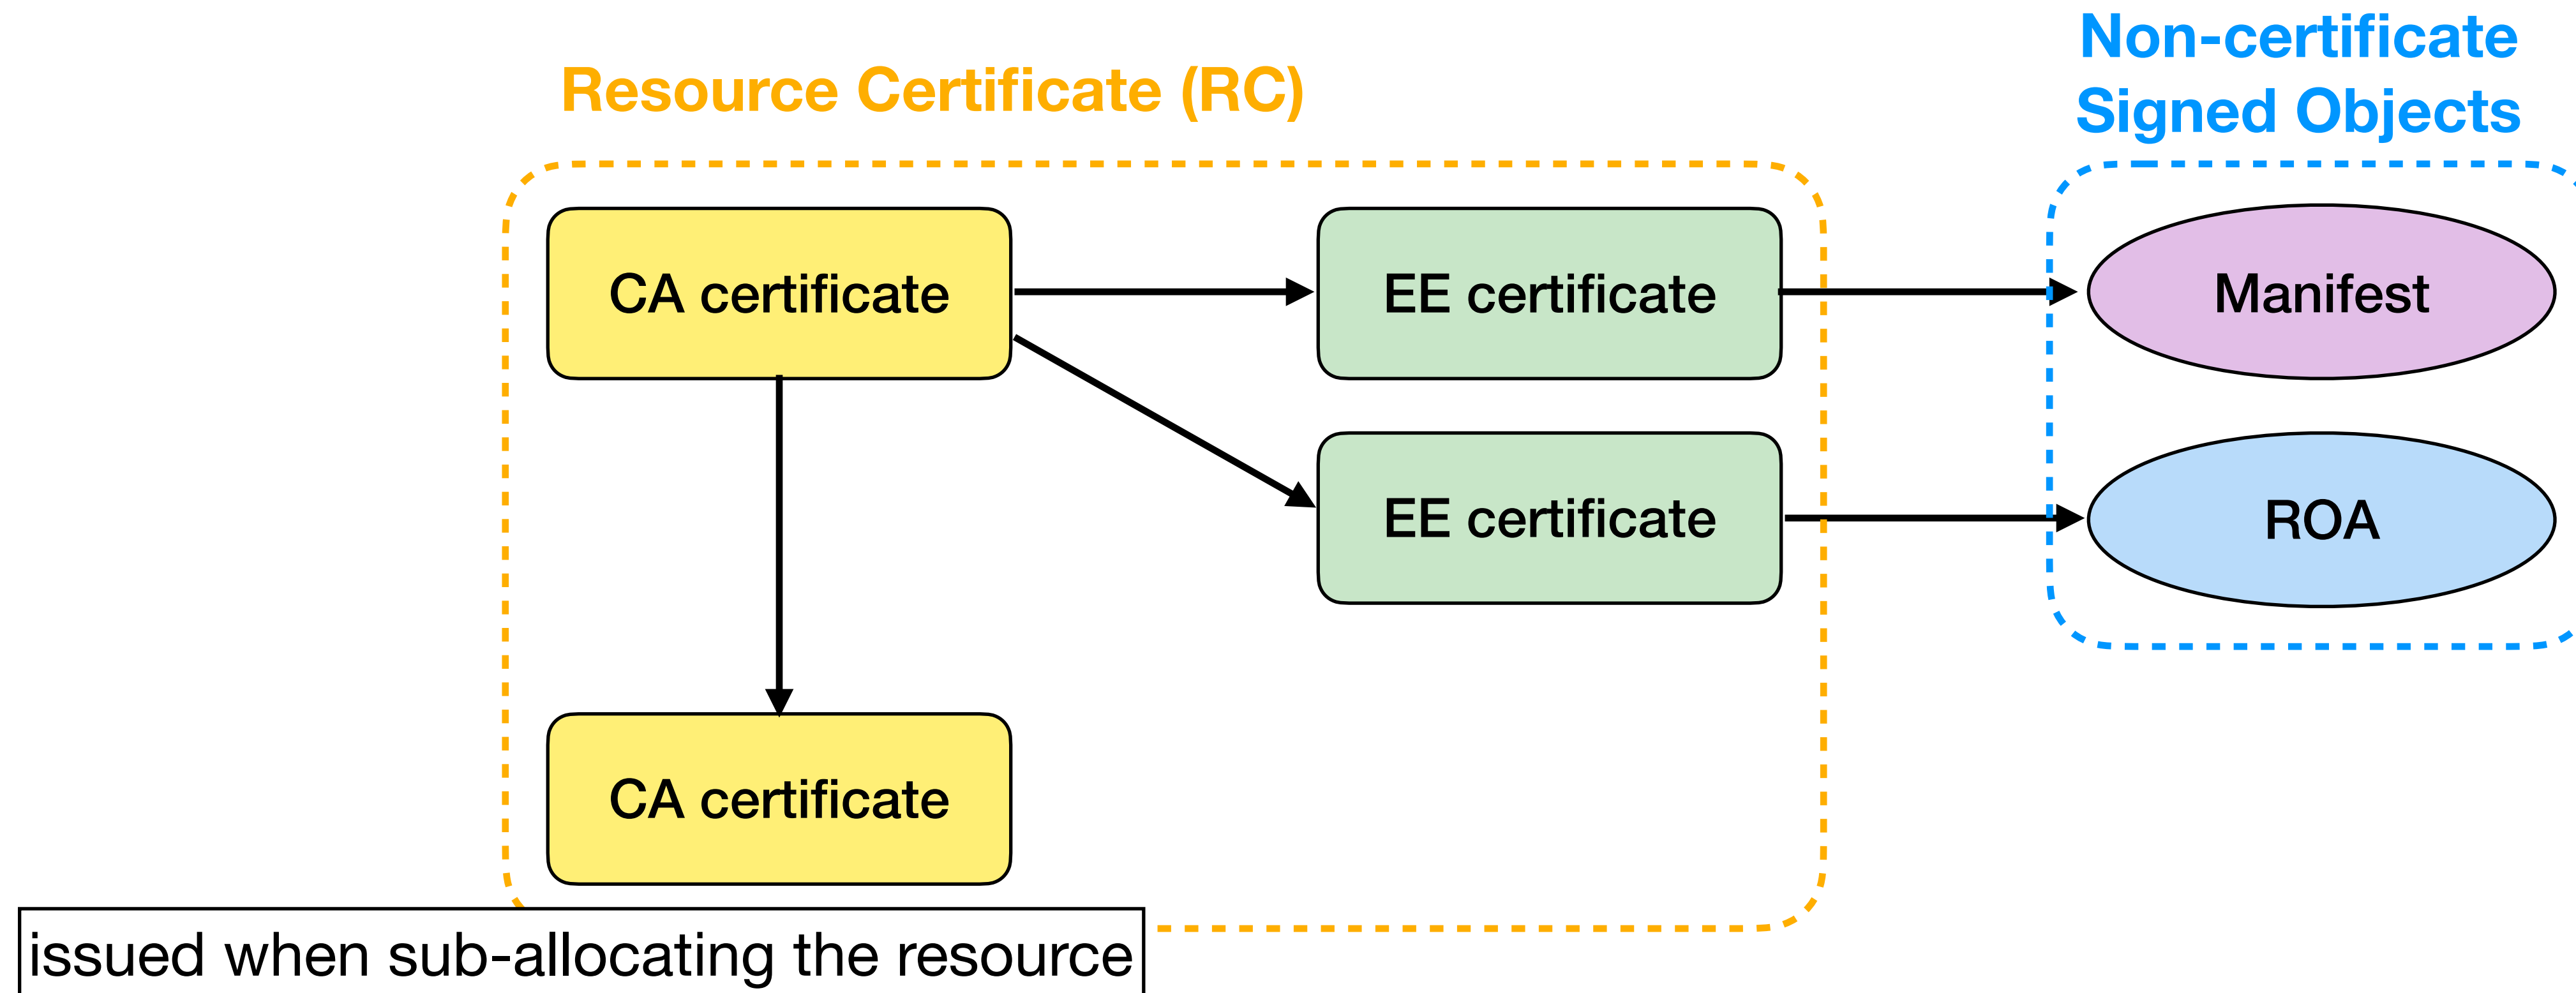 Non-certificate
Signed Objects
Resource Certificate (RC)
CA certificate
EE certificate
Manifest
EE certificate
ROA
CA certificate
issued when sub-allocating the resource